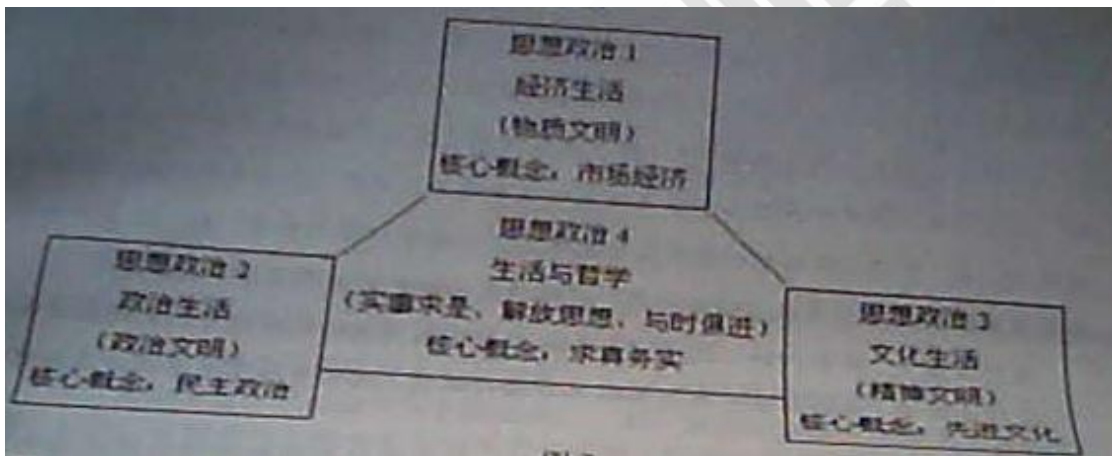 思想政治 1
经济生活
（物质文明）
核心概念，市场经济
思想政治 4
生活与哲学
（实事求是、解放思想、与时俱进）
核心概念，求真务实
思想政治 2
政治生活
（政治文明）
核心概念，民主政治
思想政治 3
文化生活
（精神文明）
核心概念，先进文化